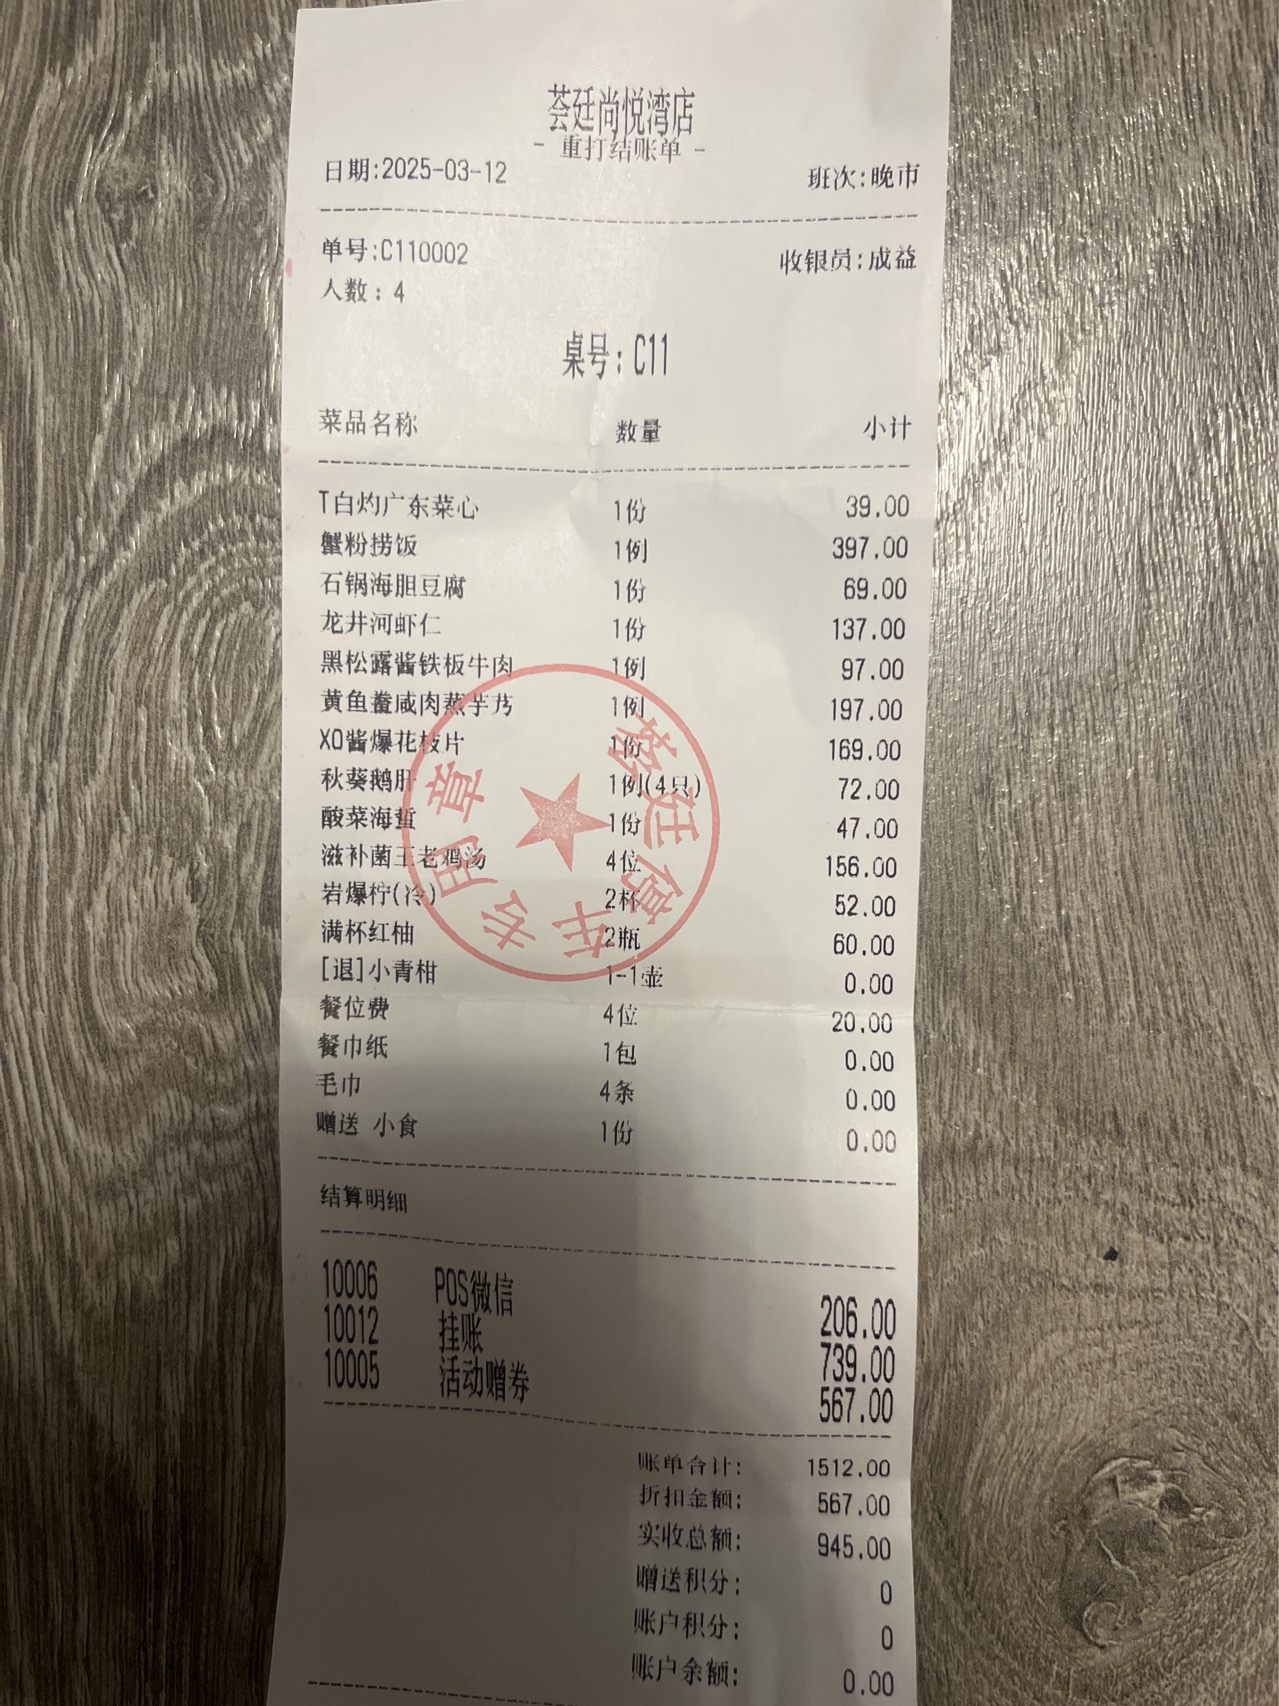 荟廷尚悦湾店
- 重打结账单 -
日期:2025-03-12 班次:晚市
单号:C110002 收银员:成益
人数: 4
桌号: C11
菜品名称 数量 小计
T白灼广东菜心 1份 39.00
蟹粉捞饭 1例 397.00
石锅海胆豆腐 1份 69.00
龙井河虾仁 1份 137.00
黑松露酱铁板牛肉 1例 97.00
黄鱼鲞咸肉蒸芋艿 1例 197.00
XO酱爆花枝片 1份 169.00
秋葵鹅肝 1例(4只) 72.00
酸菜海蜇 1份 47.00
滋补菌王老鸡汤 4位 156.00
岩爆柠(冷) 2杯 52.00
满杯红柚 2瓶 60.00
[退]小青柑 1-1壶 0.00
餐位费 4位 20.00
餐巾纸 1包 0.00
毛巾 4条 0.00
赠送 小食 1份 0.00
荟廷停车专用章
结算明细
10006 POS微信 206.00
10012 挂账 739.00
10005 活动赠券 567.00
账单合计: 1512.00
折扣金额: 567.00
实收总额: 945.00
赠送积分: 0
账户积分: 0
账户余额: 0.00